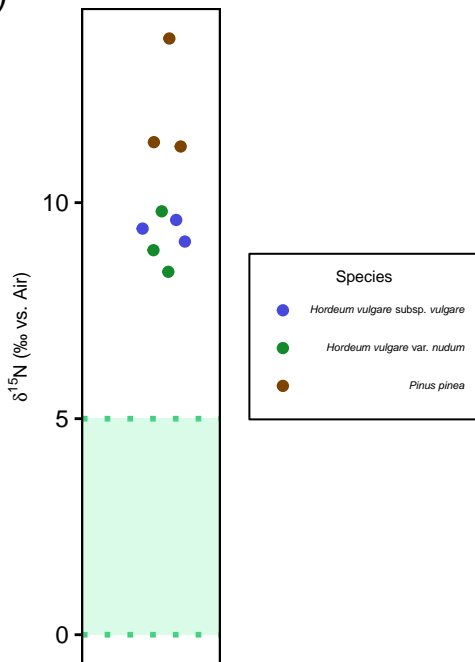 )
10
5
0
δ15N (‰ vs. Air)
Species
Hordeum vulgare subsp. vulgare
Hordeum vulgare var. nudum
Pinus pinea